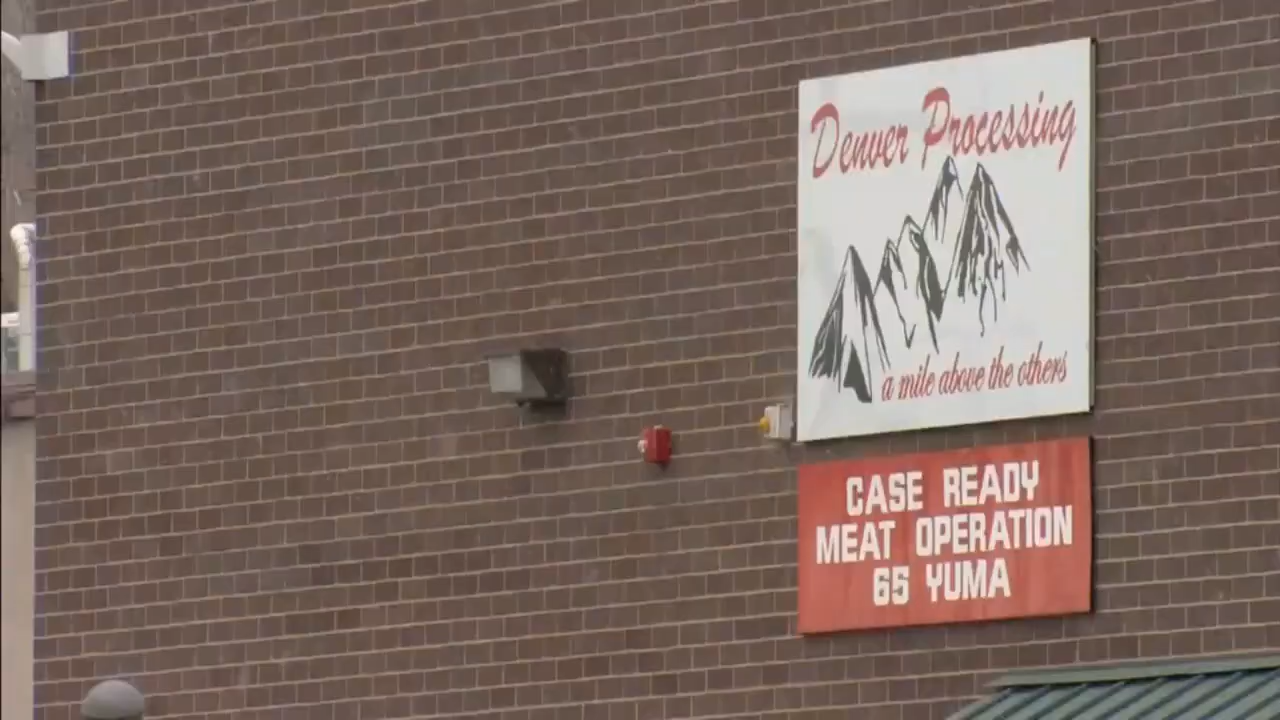 Denver Processing
a mile above the others
CASE READY
MEAT OPERATION
65 YUMA